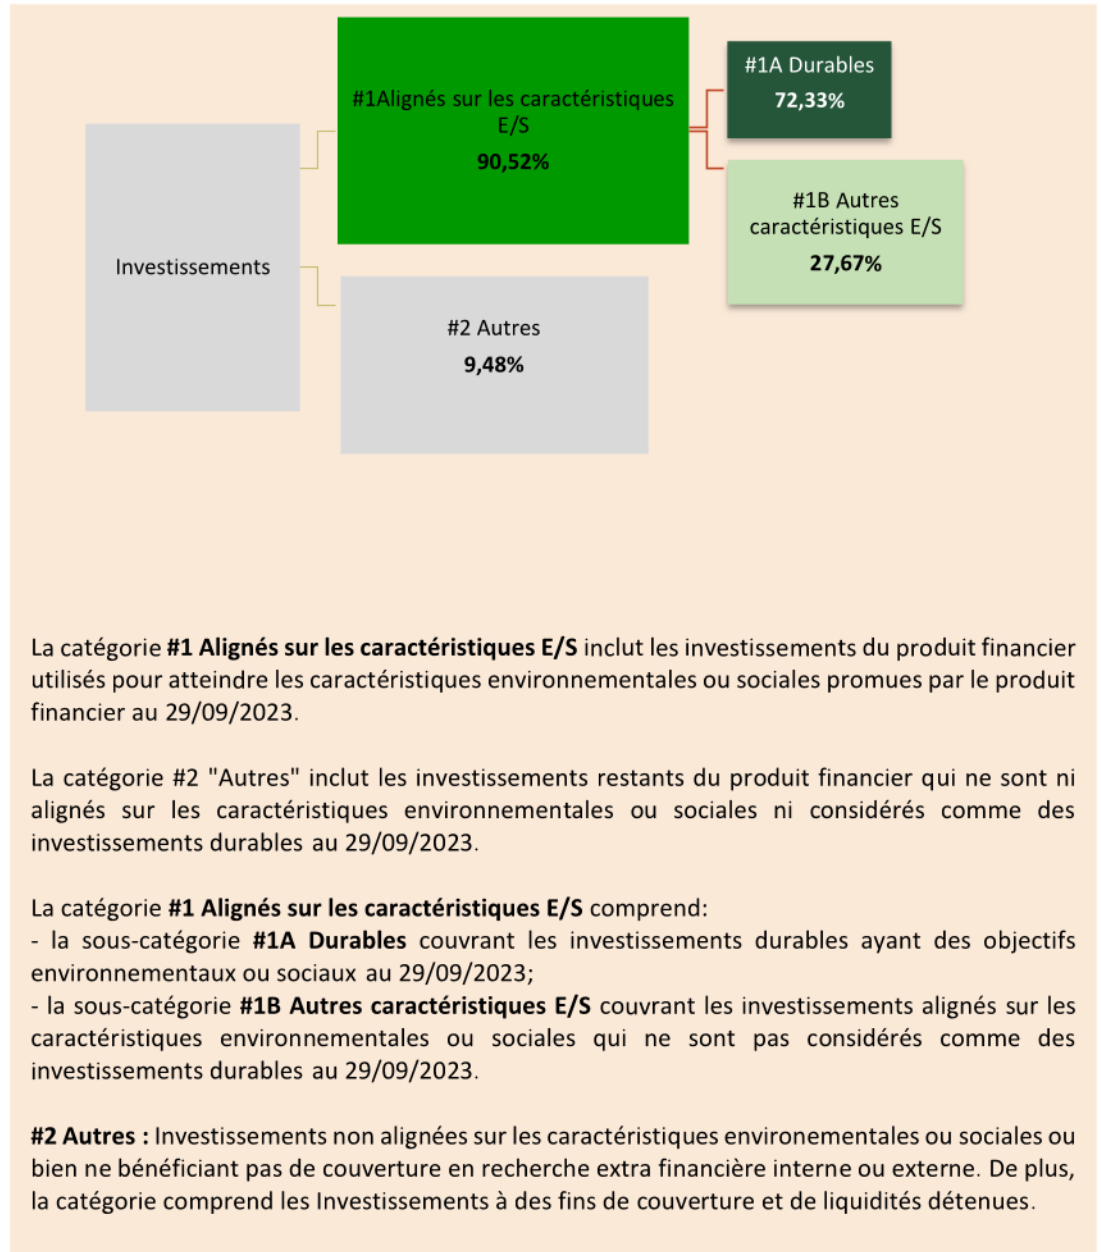 #1Alignés sur les caractéristiques
E/S
90,52%
#1A Durables
72,33%
#1B Autres
caractéristiques E/S
27,67%
Investissements
#2 Autres
9,48%
La catégorie #1 Alignés sur les caractéristiques E/S inclut les investissements du produit financier
utilisés pour atteindre les caractéristiques environnementales ou sociales promues par le produit
financier au 29/09/2023.
La catégorie #2 "Autres" inclut les investissements restants du produit financier qui ne sont ni
alignés sur les caractéristiques environnementales ou sociales ni considérés comme des
investissements durables au 29/09/2023.
La catégorie #1 Alignés sur les caractéristiques E/S comprend:
- la sous-catégorie #1A Durables couvrant les investissements durables ayant des objectifs
environnementaux ou sociaux au 29/09/2023;
- la sous-catégorie #1B Autres caractéristiques E/S couvrant les investissements alignés sur les
caractéristiques environnementales ou sociales qui ne sont pas considérés comme des
investissements durables au 29/09/2023.
#2 Autres : Investissements non alignées sur les caractéristiques environementales ou sociales ou
bien ne bénéficiant pas de couverture en recherche extra financière interne ou externe. De plus,
la catégorie comprend les Investissements à des fins de couverture et de liquidités détenues.